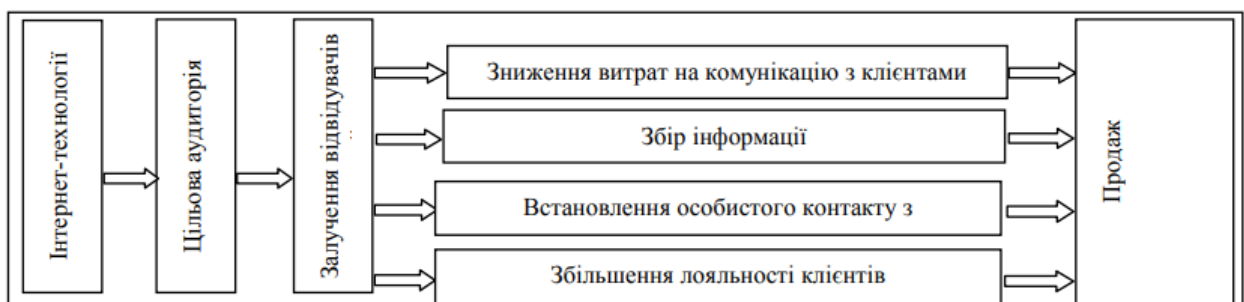 Інтернет-технології
Цільова аудиторія
Залучення відвідувачів
Зниження витрат на комунікацію з клієнтами
Збір інформації
Встановлення особистого контакту з
Збільшення лояльності клієнтів
Продаж